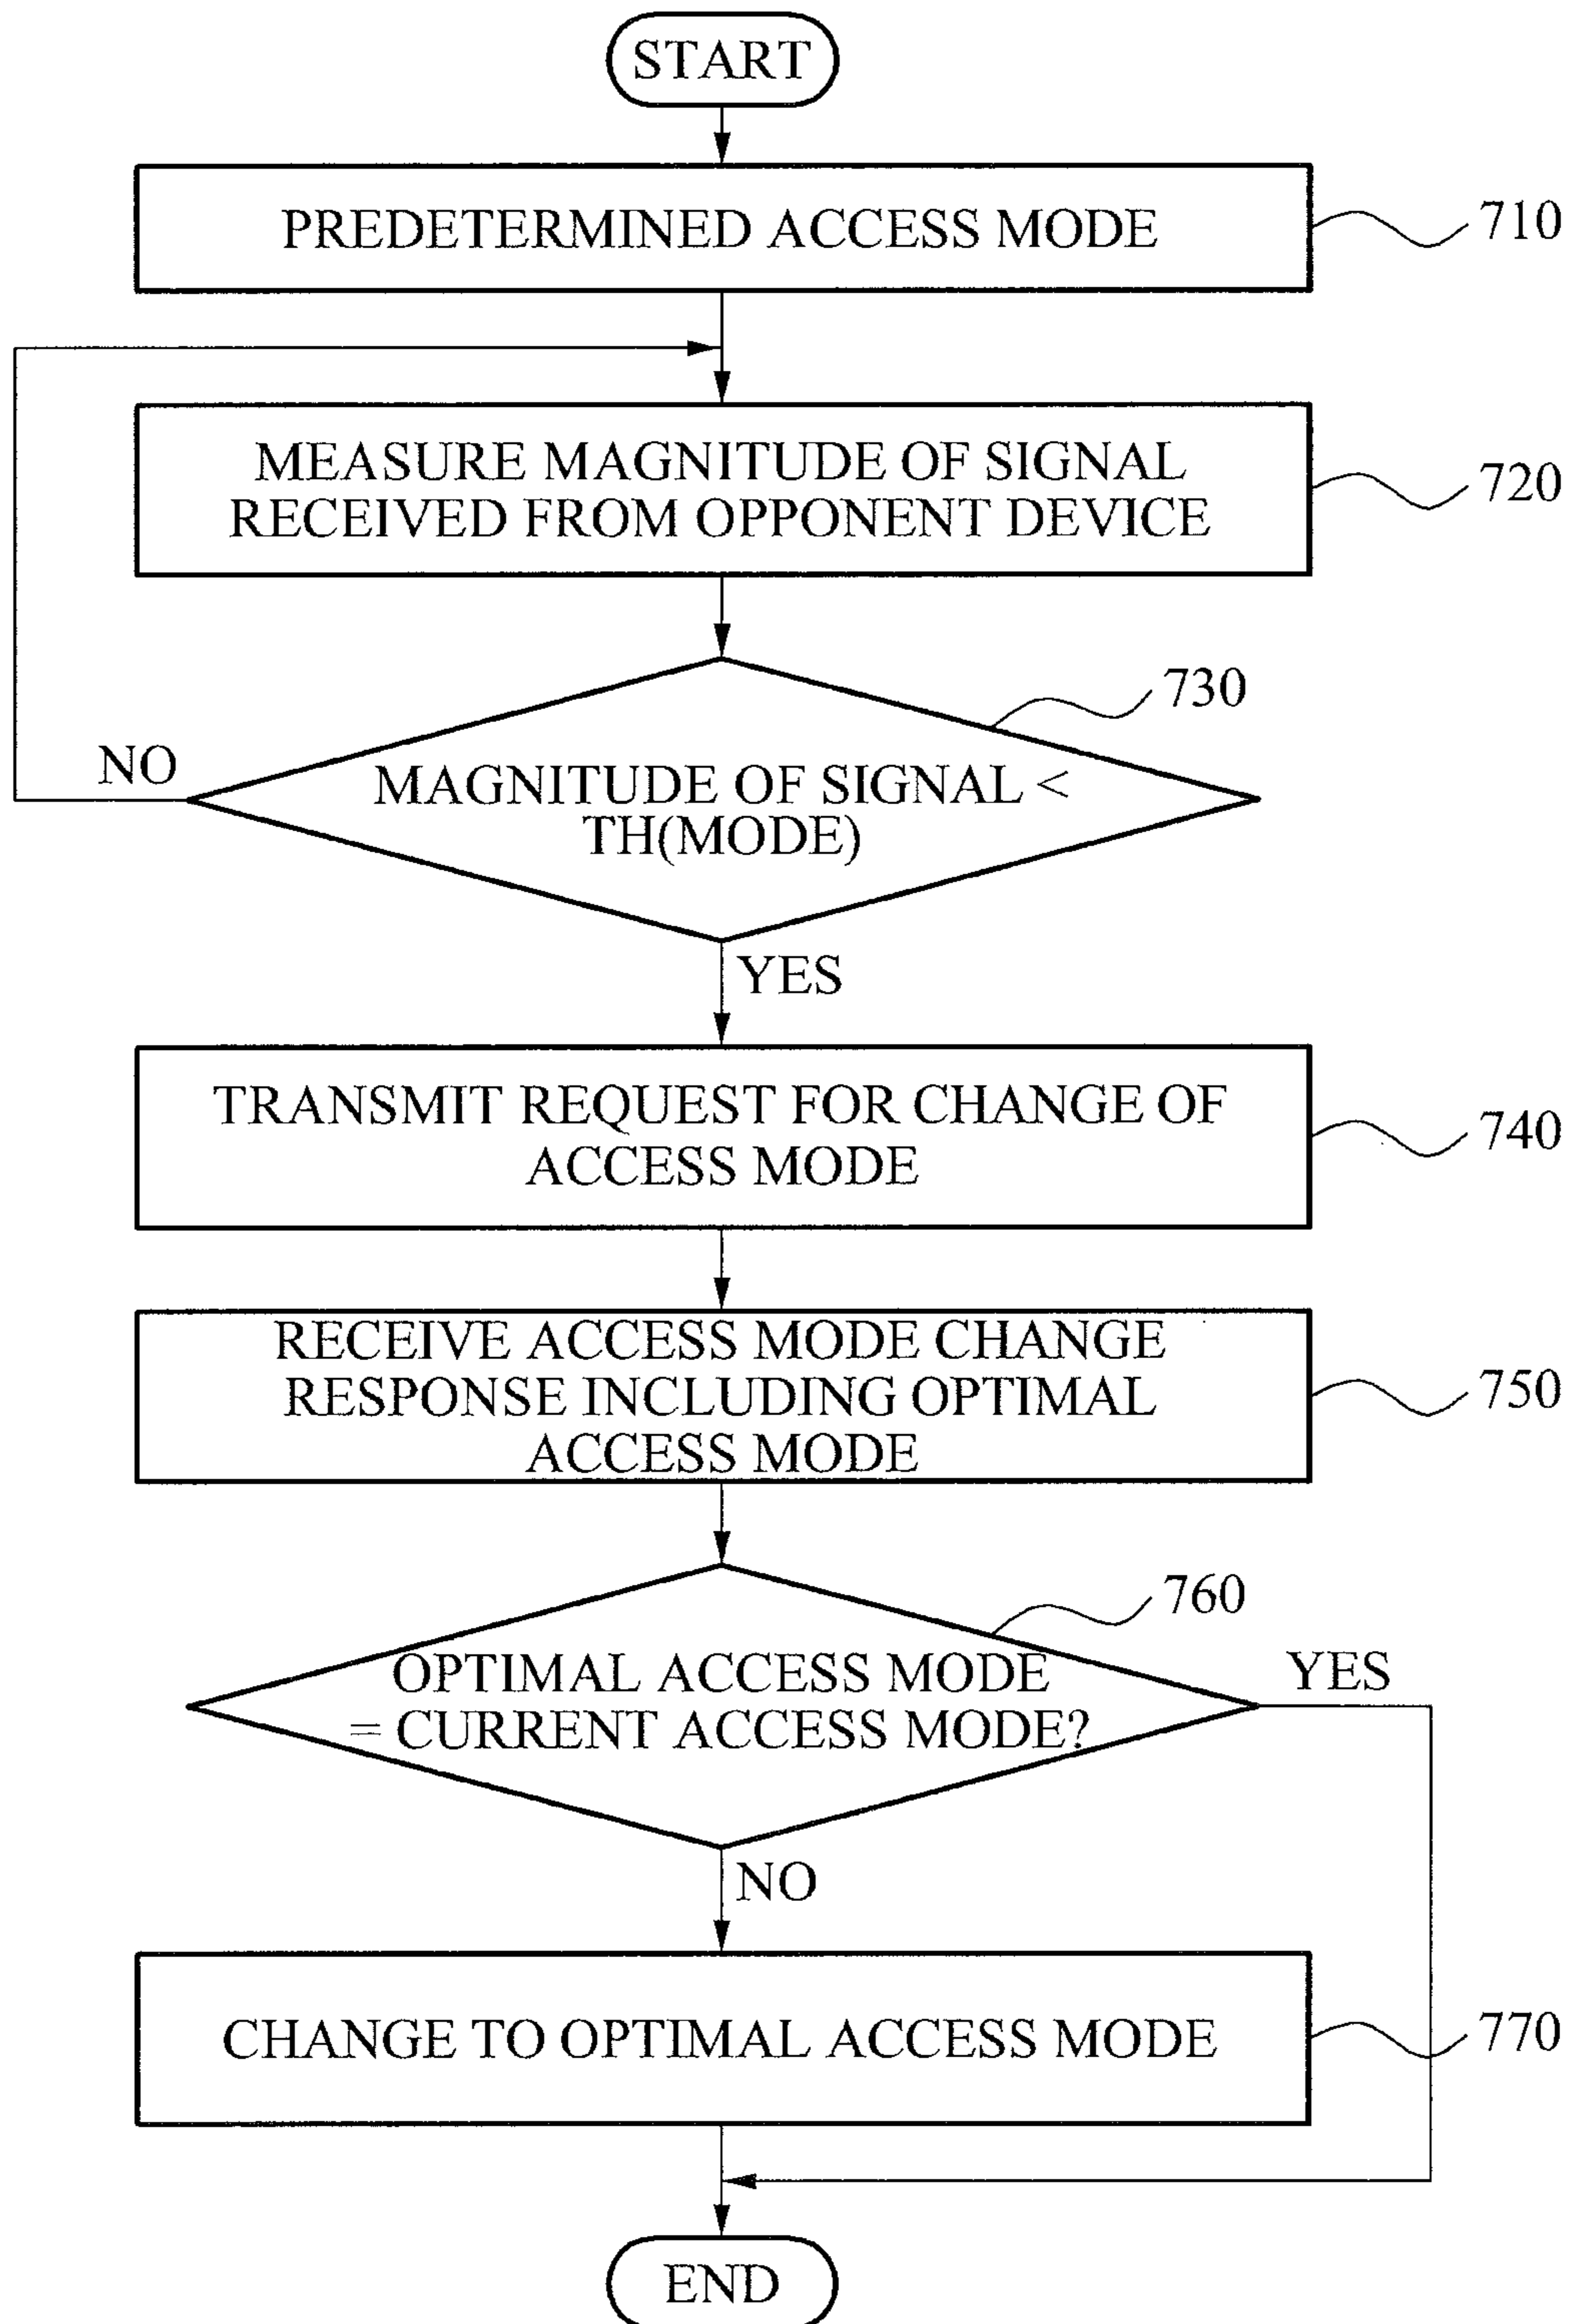 START
PREDETERMINED ACCESS MODE
710
MEASURE MAGNITUDE OF SIGNAL
RECEIVED FROM OPPONENT DEVICE
720
730
NO
MAGNITUDE OF SIGNAL <
TH(MODE)
YES
TRANSMIT REQUEST FOR CHANGE OF
ACCESS MODE
740
RECEIVE ACCESS MODE CHANGE
RESPONSE INCLUDING OPTIMAL
ACCESS MODE
750
760
OPTIMAL ACCESS MODE
= CURRENT ACCESS MODE?
YES
NO
CHANGE TO OPTIMAL ACCESS MODE
770
END